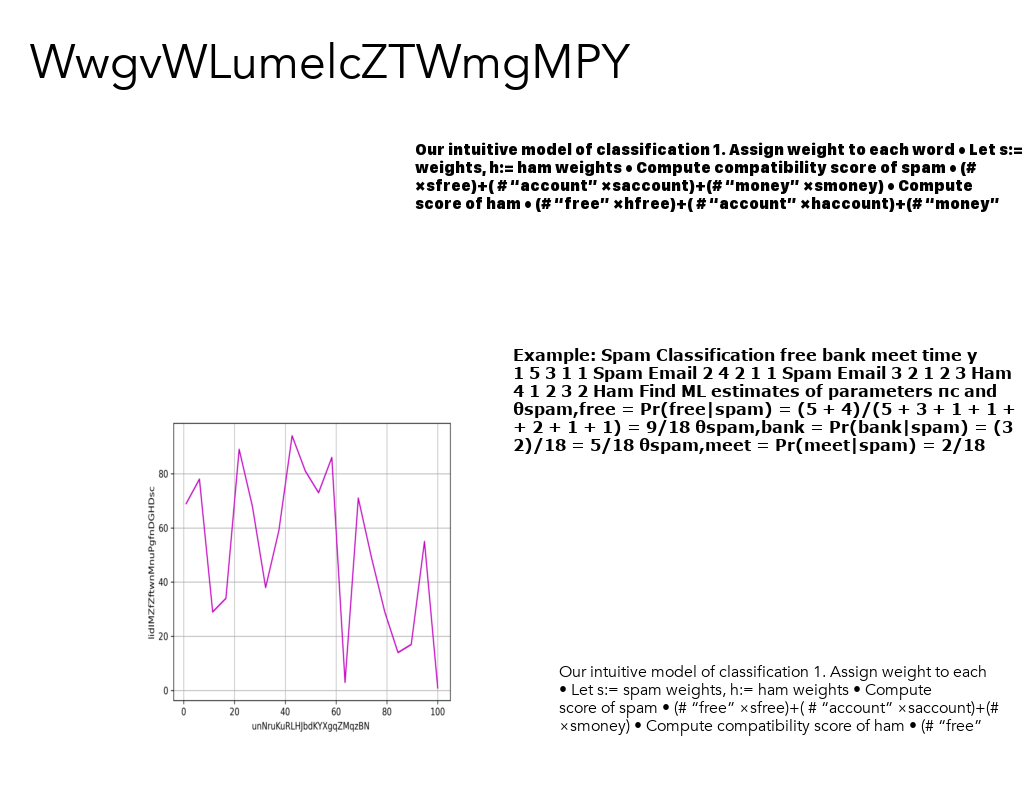 WwgvWLumelcZTWmgMPY
Our intuitive model of classification 1. Assign weight to each word • Let s:=
weights, h:= ham weights • Compute compatibility score of spam • (#
×sfree)+( # “account” ×saccount)+(# “money” ×smoney) • Compute
score of ham • (# “free” ×hfree)+( # “account” ×haccount)+(# “money”
Example: Spam Classification free bank meet time y
1 5 3 1 1 Spam Email 2 4 2 1 1 Spam Email 3 2 1 2 3 Ham
4 1 2 3 2 Ham Find ML estimates of parameters πc and
θspam,free = Pr(free|spam) = (5 + 4)/(5 + 3 + 1 + 1 +
+ 2 + 1 + 1) = 9/18 θspam,bank = Pr(bank|spam) = (3
2)/18 = 5/18 θspam,meet = Pr(meet|spam) = 2/18
80
60
40
20
0
0 20 40 60 80 100
unNruKuRLHJbdKYXgqZMqzBN
Our intuitive model of classification 1. Assign weight to each
• Let s:= spam weights, h:= ham weights • Compute
score of spam • (# “free” ×sfree)+( # “account” ×saccount)+(#
×smoney) • Compute compatibility score of ham • (# “free”